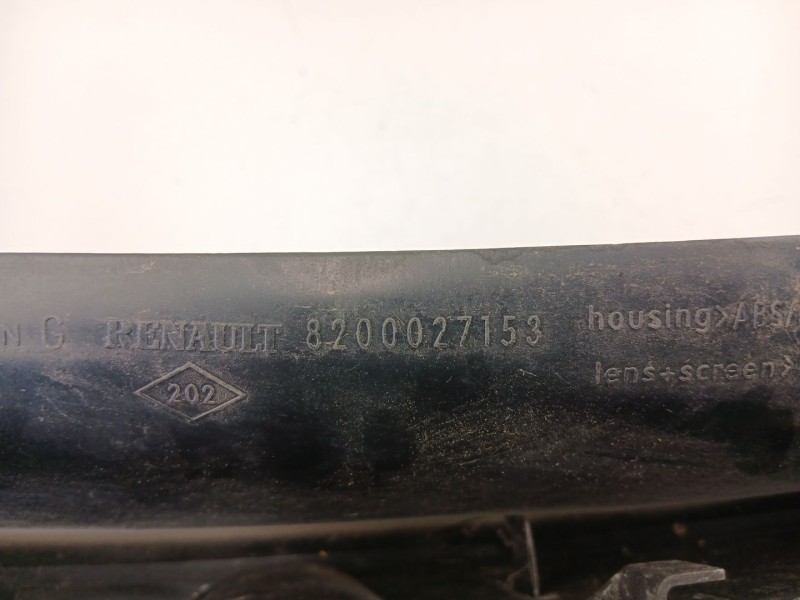 N G RENAULT 8200027153
202
housing>ABS/
lens+screen>